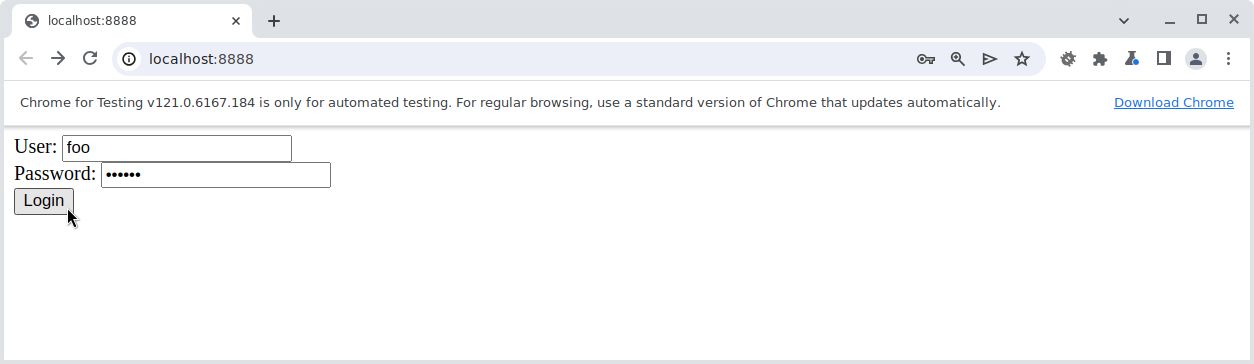 localhost:8888
localhost:8888
Chrome for Testing v121.0.6167.184 is only for automated testing. For regular browsing, use a standard version of Chrome that updates automatically. Download Chrome
User: foo
Password: ••••••
Login